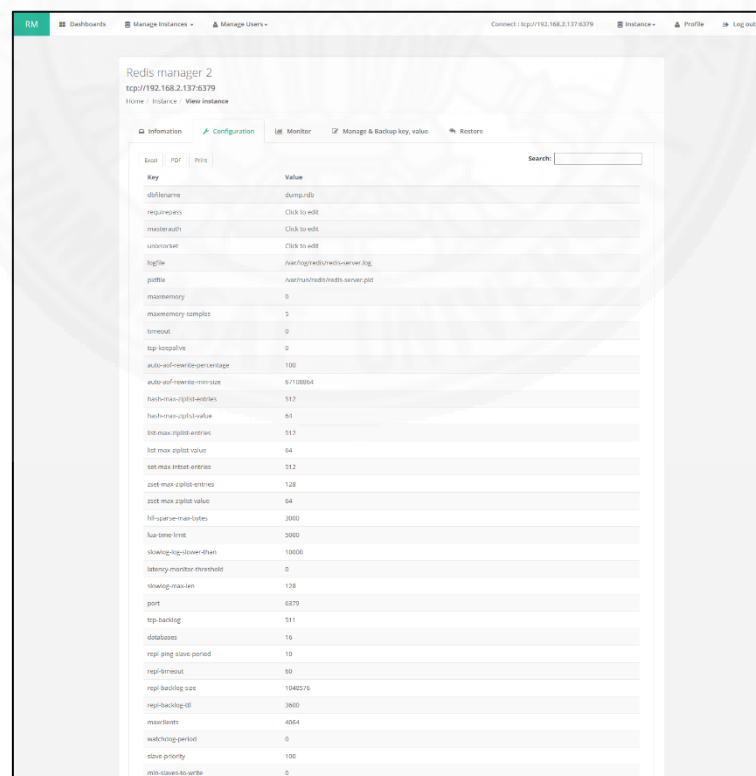 RM Dashboards Manage Instances Manage Users Connect : tcp://192.168.2.137:6379 Instance Profile Log out
Redis manager 2
tcp://192.168.2.137:6379
Home / Instance / View instance
Infomation Configuration Monitor Manage & Backup key, value Restore
Excel PDF Print Search:
Key Value
dbfilename dump.rdb
requirepass Click to edit
masterauth Click to edit
unixsocket Click to edit
logfile /var/log/redis/redis-server.log
pidfile /var/run/redis/redis-server.pid
maxmemory 0
maxmemory-samples 5
timeout 0
tcp-keepalive 0
auto-aof-rewrite-percentage 100
auto-aof-rewrite-min-size 67108864
hash-max-ziplist-entries 512
hash-max-ziplist-value 64
list-max-ziplist-entries 512
list-max-ziplist-value 64
set-max-intset-entries 512
zset-max-ziplist-entries 128
zset-max-ziplist-value 64
hll-sparse-max-bytes 3000
lua-time-limit 5000
slowlog-log-slower-than 10000
latency-monitor-threshold 0
slowlog-max-len 128
port 6379
tcp-backlog 511
databases 16
repl-ping-slave-period 10
repl-timeout 60
repl-backlog-size 1048576
repl-backlog-ttl 3600
maxclients 4064
watchdog-period 0
slave-priority 100
min-slaves-to-write 0